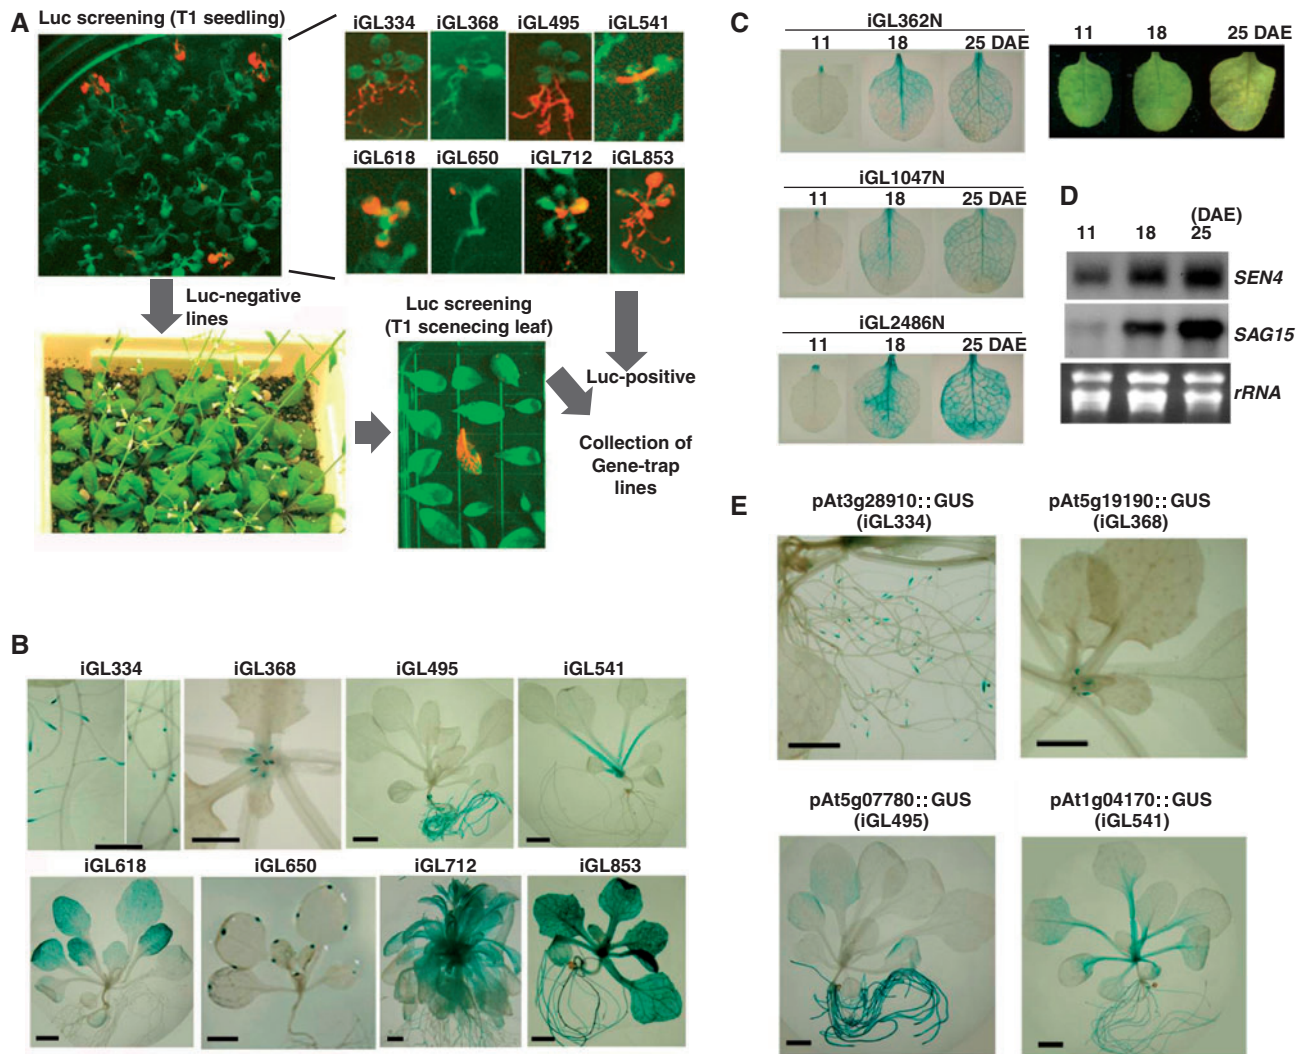 A
Luc screening (T1 seedling)
iGL334 iGL368 iGL495 iGL541
iGL618 iGL650 iGL712 iGL853
Luc-negative
lines
Luc screening
(T1 scenecing leaf)
Luc-positive
Collection of
Gene-trap
lines
B
iGL334 iGL368 iGL495 iGL541
iGL618 iGL650 iGL712 iGL853
C
iGL362N
11 18 25 DAE
11 18 25 DAE
iGL1047N
11 18 25 DAE
iGL2486N
11 18 25 DAE
D
(DAE)
11 18 25
SEN4
SAG15
rRNA
E
pAt3g28910::GUS
(iGL334)
pAt5g19190::GUS
(iGL368)
pAt5g07780::GUS
(iGL495)
pAt1g04170::GUS
(iGL541)